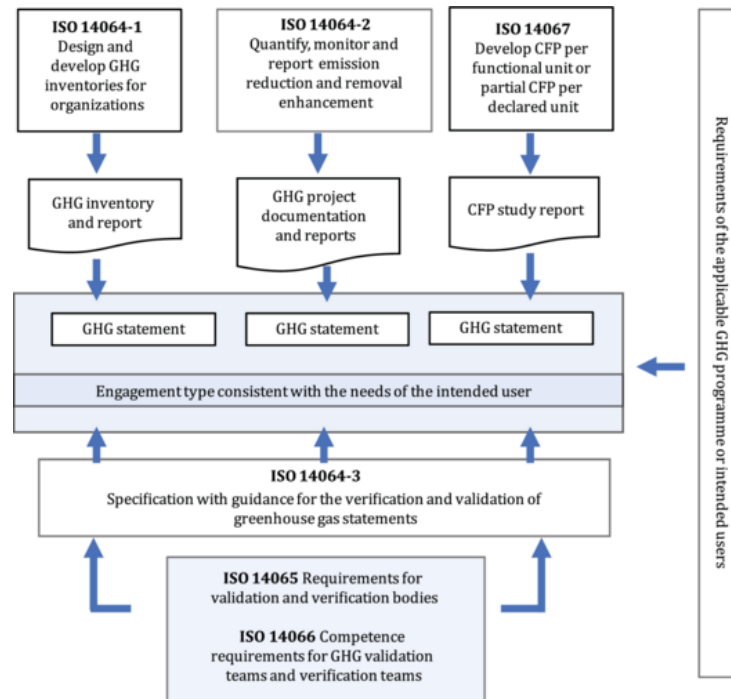 ISO 14064-1
Design and
develop GHG
inventories for
organizations
ISO 14064-2
Quantify, monitor and
report emission
reduction and removal
enhancement
ISO 14067
Develop CFP per
functional unit or
partial CFP per
declared unit
GHG inventory
and report
GHG project
documentation
and reports
CFP study report
GHG statement
GHG statement
GHG statement
Engagement type consistent with the needs of the intended user
ISO 14064-3
Specification with guidance for the verification and validation of
greenhouse gas statements
ISO 14065 Requirements for
validation and verification bodies
ISO 14066 Competence
requirements for GHG validation
teams and verification teams
Requirements of the applicable GHG programme or intended users